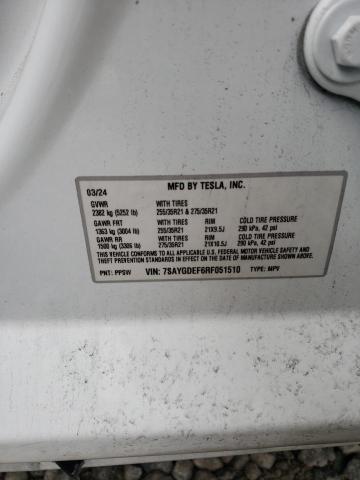 03/24 MFD BY TESLA, INC.
GVWR WITH TIRES
2382 kg (5252 lb) 255/35R21 & 275/35R21
GAWR FRT WITH TIRES RIM COLD TIRE PRESSURE
1363 kg (3004 lb) 255/35R21 21X9.5J 290 kPa, 42 psi
GAWR RR WITH TIRES RIM COLD TIRE PRESSURE
1500 kg (3306 lb) 275/35R21 21X10.5J 290 kPa, 42 psi
THIS VEHICLE CONFORMS TO ALL APPLICABLE U.S. FEDERAL MOTOR VEHICLE SAFETY
AND THEFT PREVENTION STANDARDS IN EFFECT ON THE DATE OF MANUFACTURE SHOWN ABOVE.
PNT: PPSW VIN: 7SAYGDEF6RF051510 TYPE: MPV